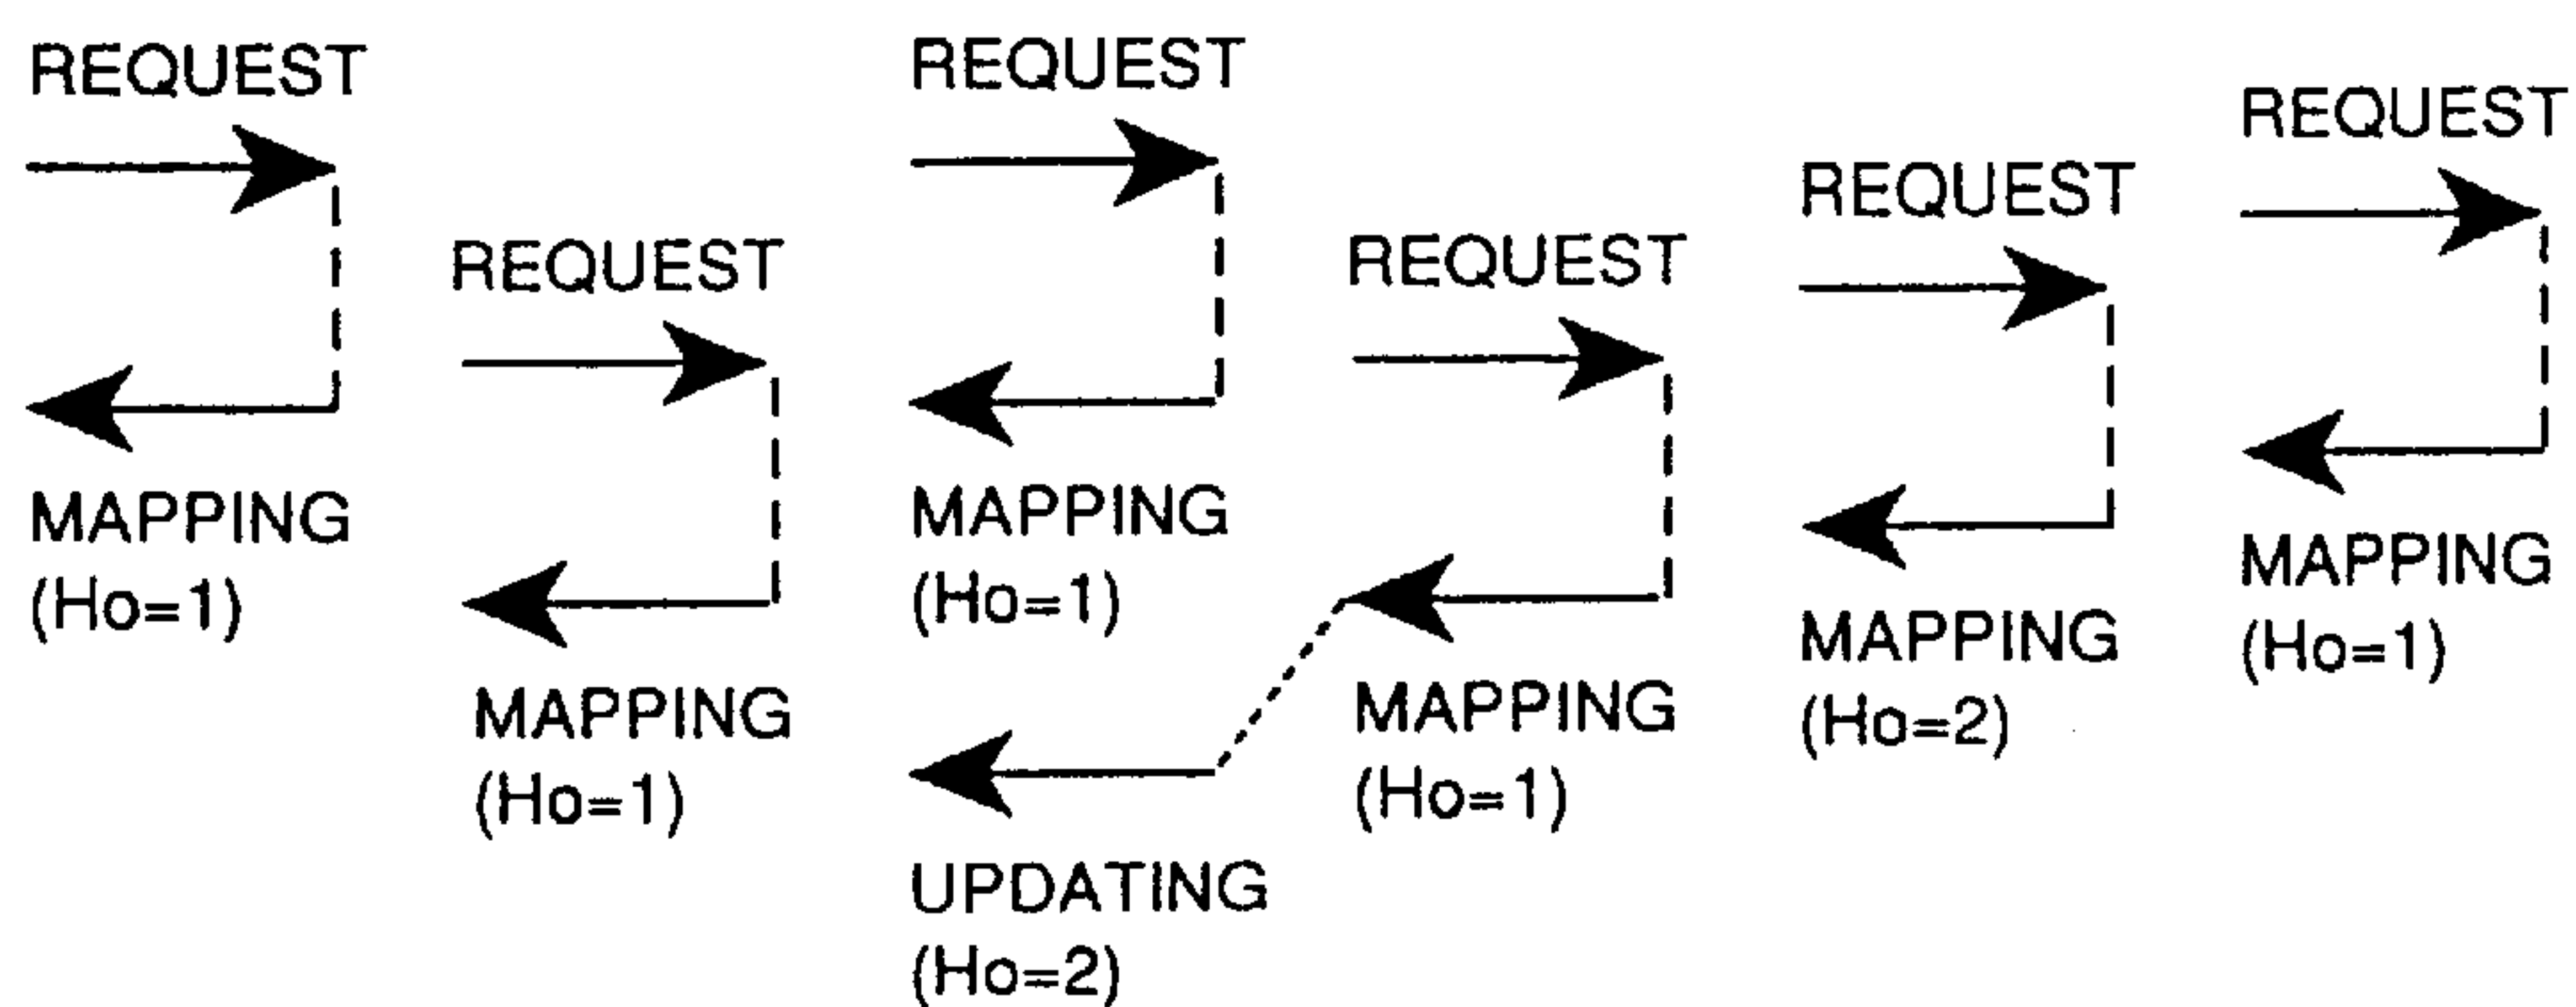 REQUEST
MAPPING
(Ho=1)
REQUEST
MAPPING
(Ho=1)
REQUEST
MAPPING
(Ho=1)
UPDATING
(Ho=2)
REQUEST
MAPPING
(Ho=1)
REQUEST
MAPPING
(Ho=2)
REQUEST
MAPPING
(Ho=1)